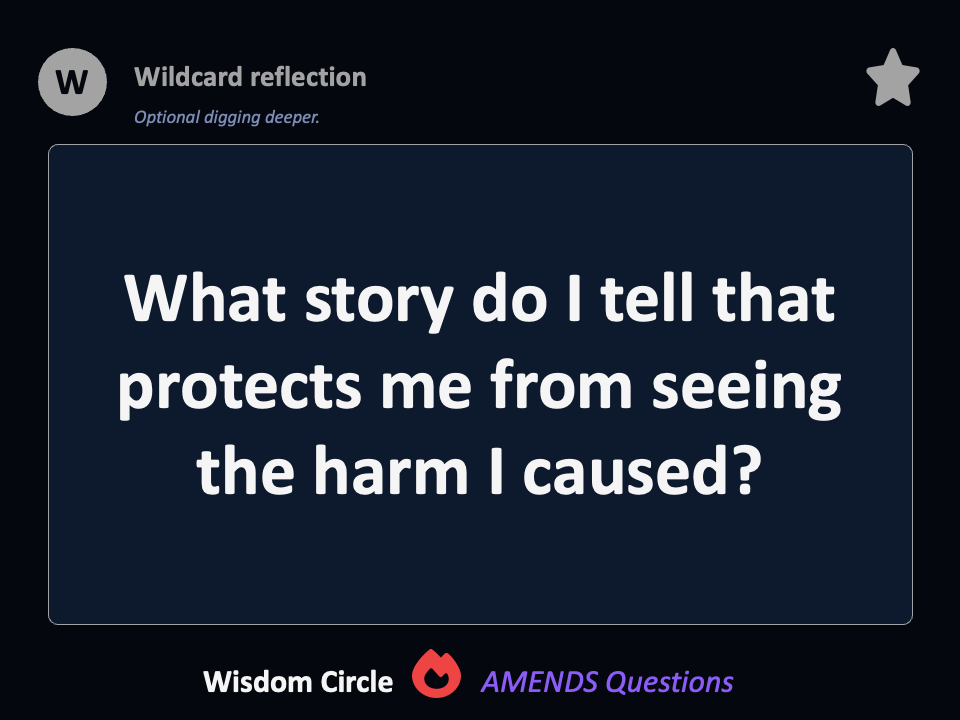 W
Wildcard reflection
Optional digging deeper.
What story do I tell that
protects me from seeing
the harm I caused?
Wisdom Circle AMENDS Questions